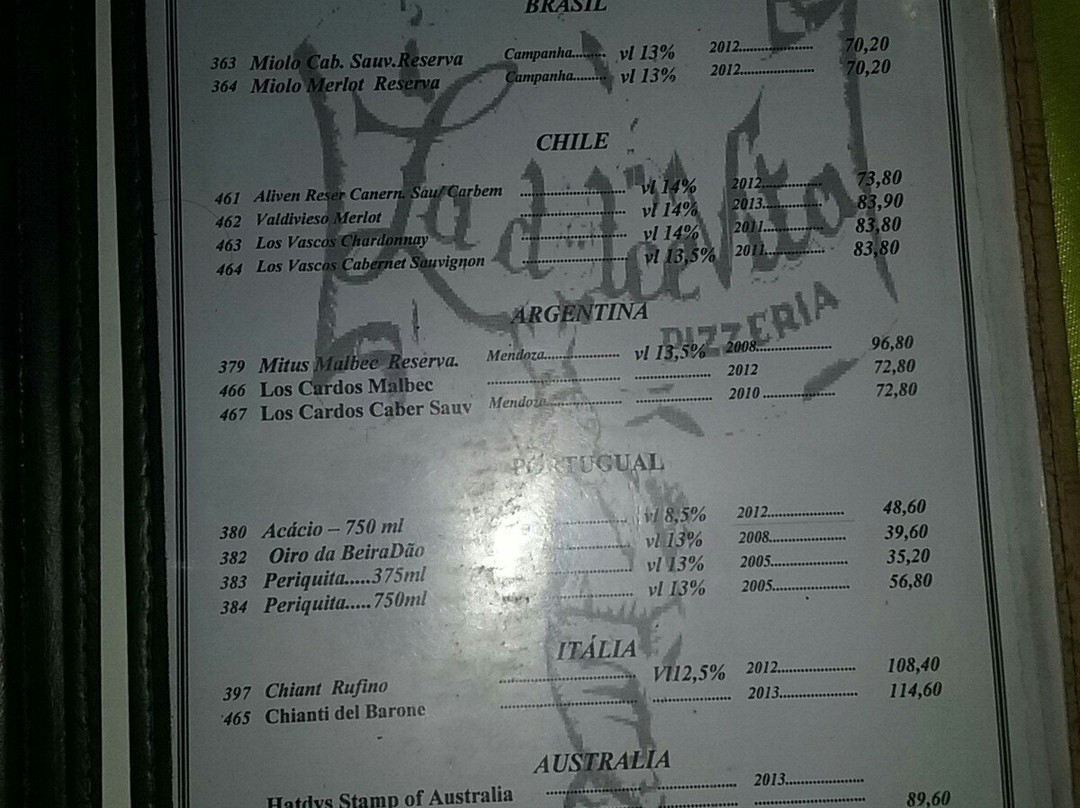 BRASIL
363 Miolo Cab. Sauv.Reserva Campanha......... vl 13% 2012.................... 70,20
364 Miolo Merlot Reserva Campanha......... vl 13% 2012.................... 70,20
CHILE
461 Aliven Reser Canern. Sau/ Carbem ............................ vl 14% 2012................ 73,80
462 Valdivieso Merlot ............................ vl 14% 2013................ 83,90
463 Los Vascos Chardonnay ............................ vl 14% 2011................ 83,80
464 Los Vascos Cabernet Sauvignon ............................ vl 13,5% 2011................ 83,80
La dolce Vita
PIZZERIA
ARGENTINA
379 Mitus Malbec Reserva. Mendoza.................... vl 13,5% 2008.................... 96,80
466 Los Cardos Malbec ................................... .................... 2012 72,80
467 Los Cardos Caber Sauv Mendoza.................... .................... 2010 ................... 72,80
PORTUGUAL
380 Acácio – 750 ml .................... vl 8,5% 2012........................... 48,60
382 Oiro da BeiraDão .................... vl 13% 2008.................... 39,60
383 Periquita.....375ml .................... vl 13% 2005.................... 35,20
384 Periquita.....750ml .................... vl 13% 2005.................... 56,80
ITÁLIA
397 Chiant Rufino ................................... Vl12,5% 2012..................... 108,40
465 Chianti del Barone ........................................................... 2013..................... 114,60
AUSTRALIA
Hatdys Stamp of Australia ................................................ 2013..................... 89,60